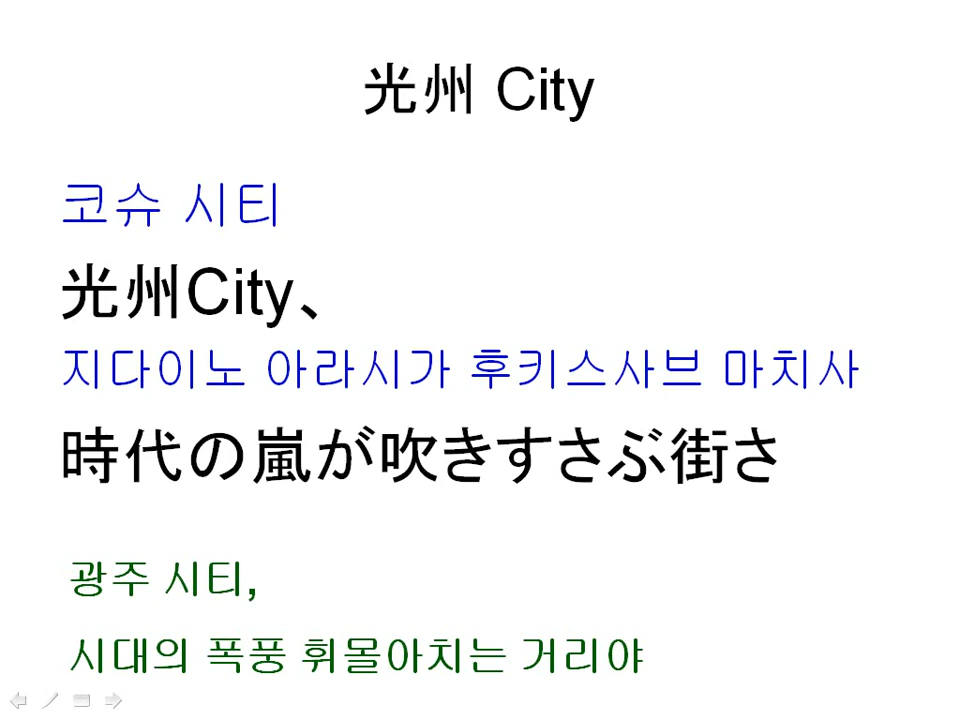 光州 City
코슈 시티
光州City、
지다이노 아라시가 후키스사브 마치사
時代の嵐が吹きすさぶ街さ
광주 시티,
시대의 폭풍 휘몰아치는 거리야